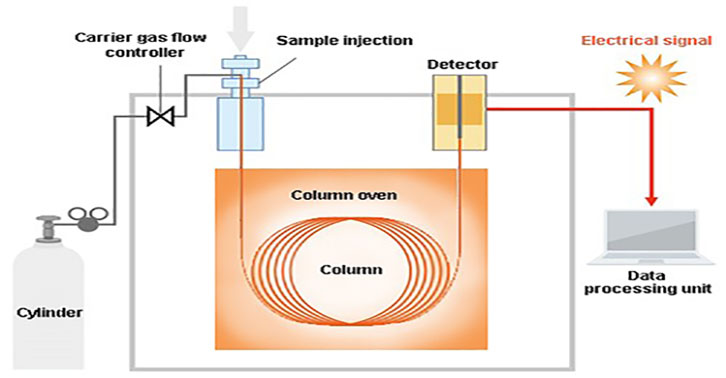 Carrier gas flow
controller
Sample injection
Detector
Electrical signal
Column oven
Column
Cylinder
Data
processing unit